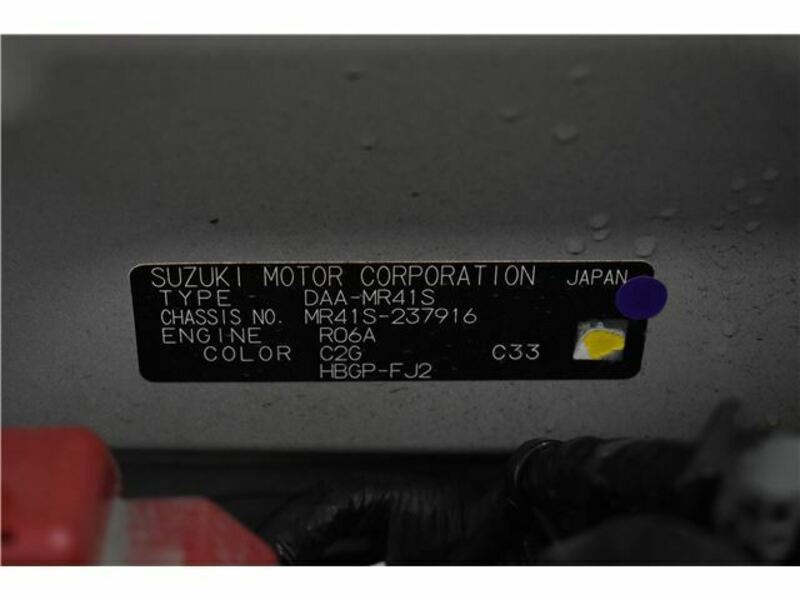 SUZUKI MOTOR CORPORATION JAPAN
TYPE DAA-MR41S
CHASSIS NO. MR41S-237916
ENGINE R06A
COLOR C2G C33
HBGP-FJ2